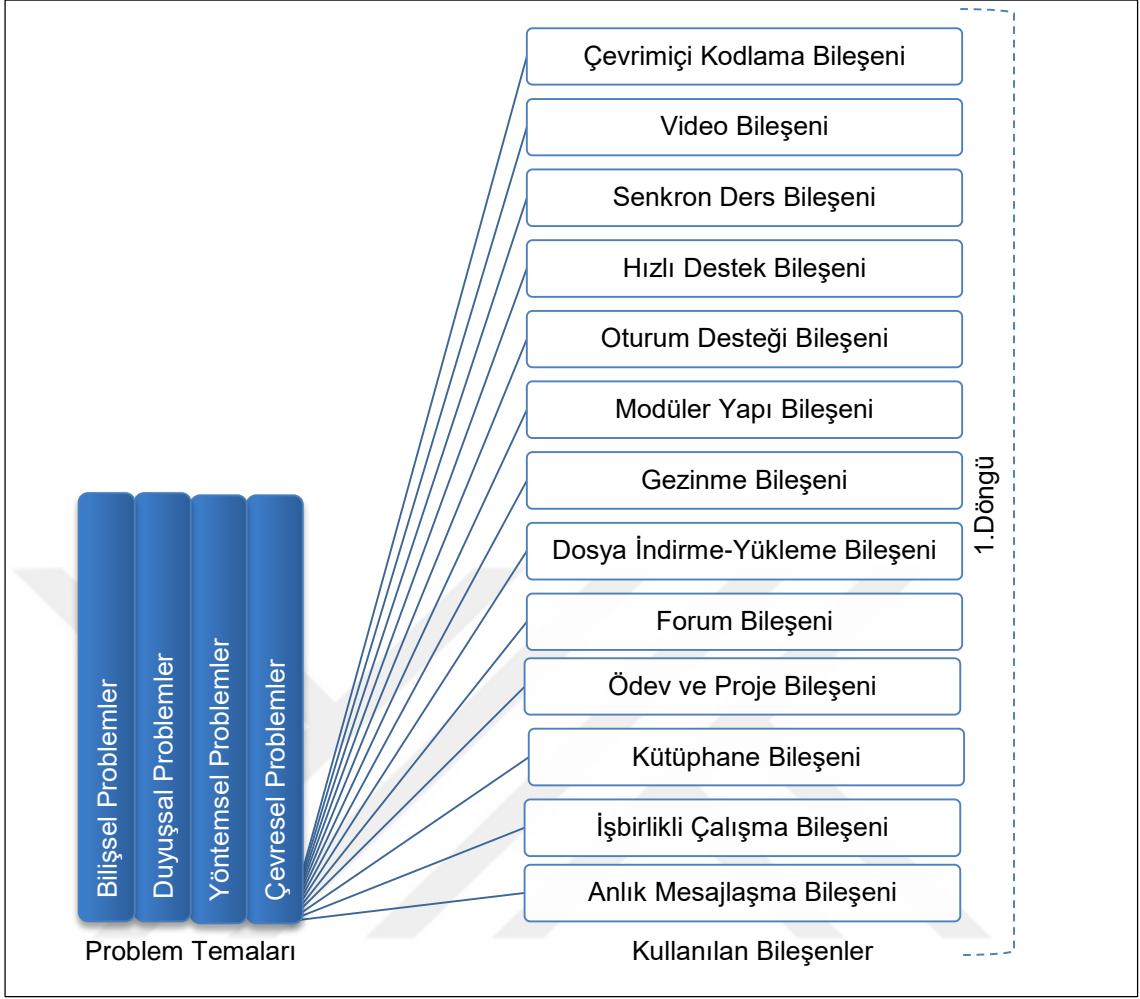 Çevrimiçi Kodlama Bileşeni
Video Bileşeni
Senkron Ders Bileşeni
Hızlı Destek Bileşeni
Oturum Desteği Bileşeni
Modüler Yapı Bileşeni
Gezinme Bileşeni
Dosya İndirme-Yükleme Bileşeni
Forum Bileşeni
Ödev ve Proje Bileşeni
Kütüphane Bileşeni
İşbirlikli Çalışma Bileşeni
Anlık Mesajlaşma Bileşeni
1.Döngü
Bilişsel Problemler
Duyuşsal Problemler
Yöntemsel Problemler
Çevresel Problemler
Problem Temaları
Kullanılan Bileşenler